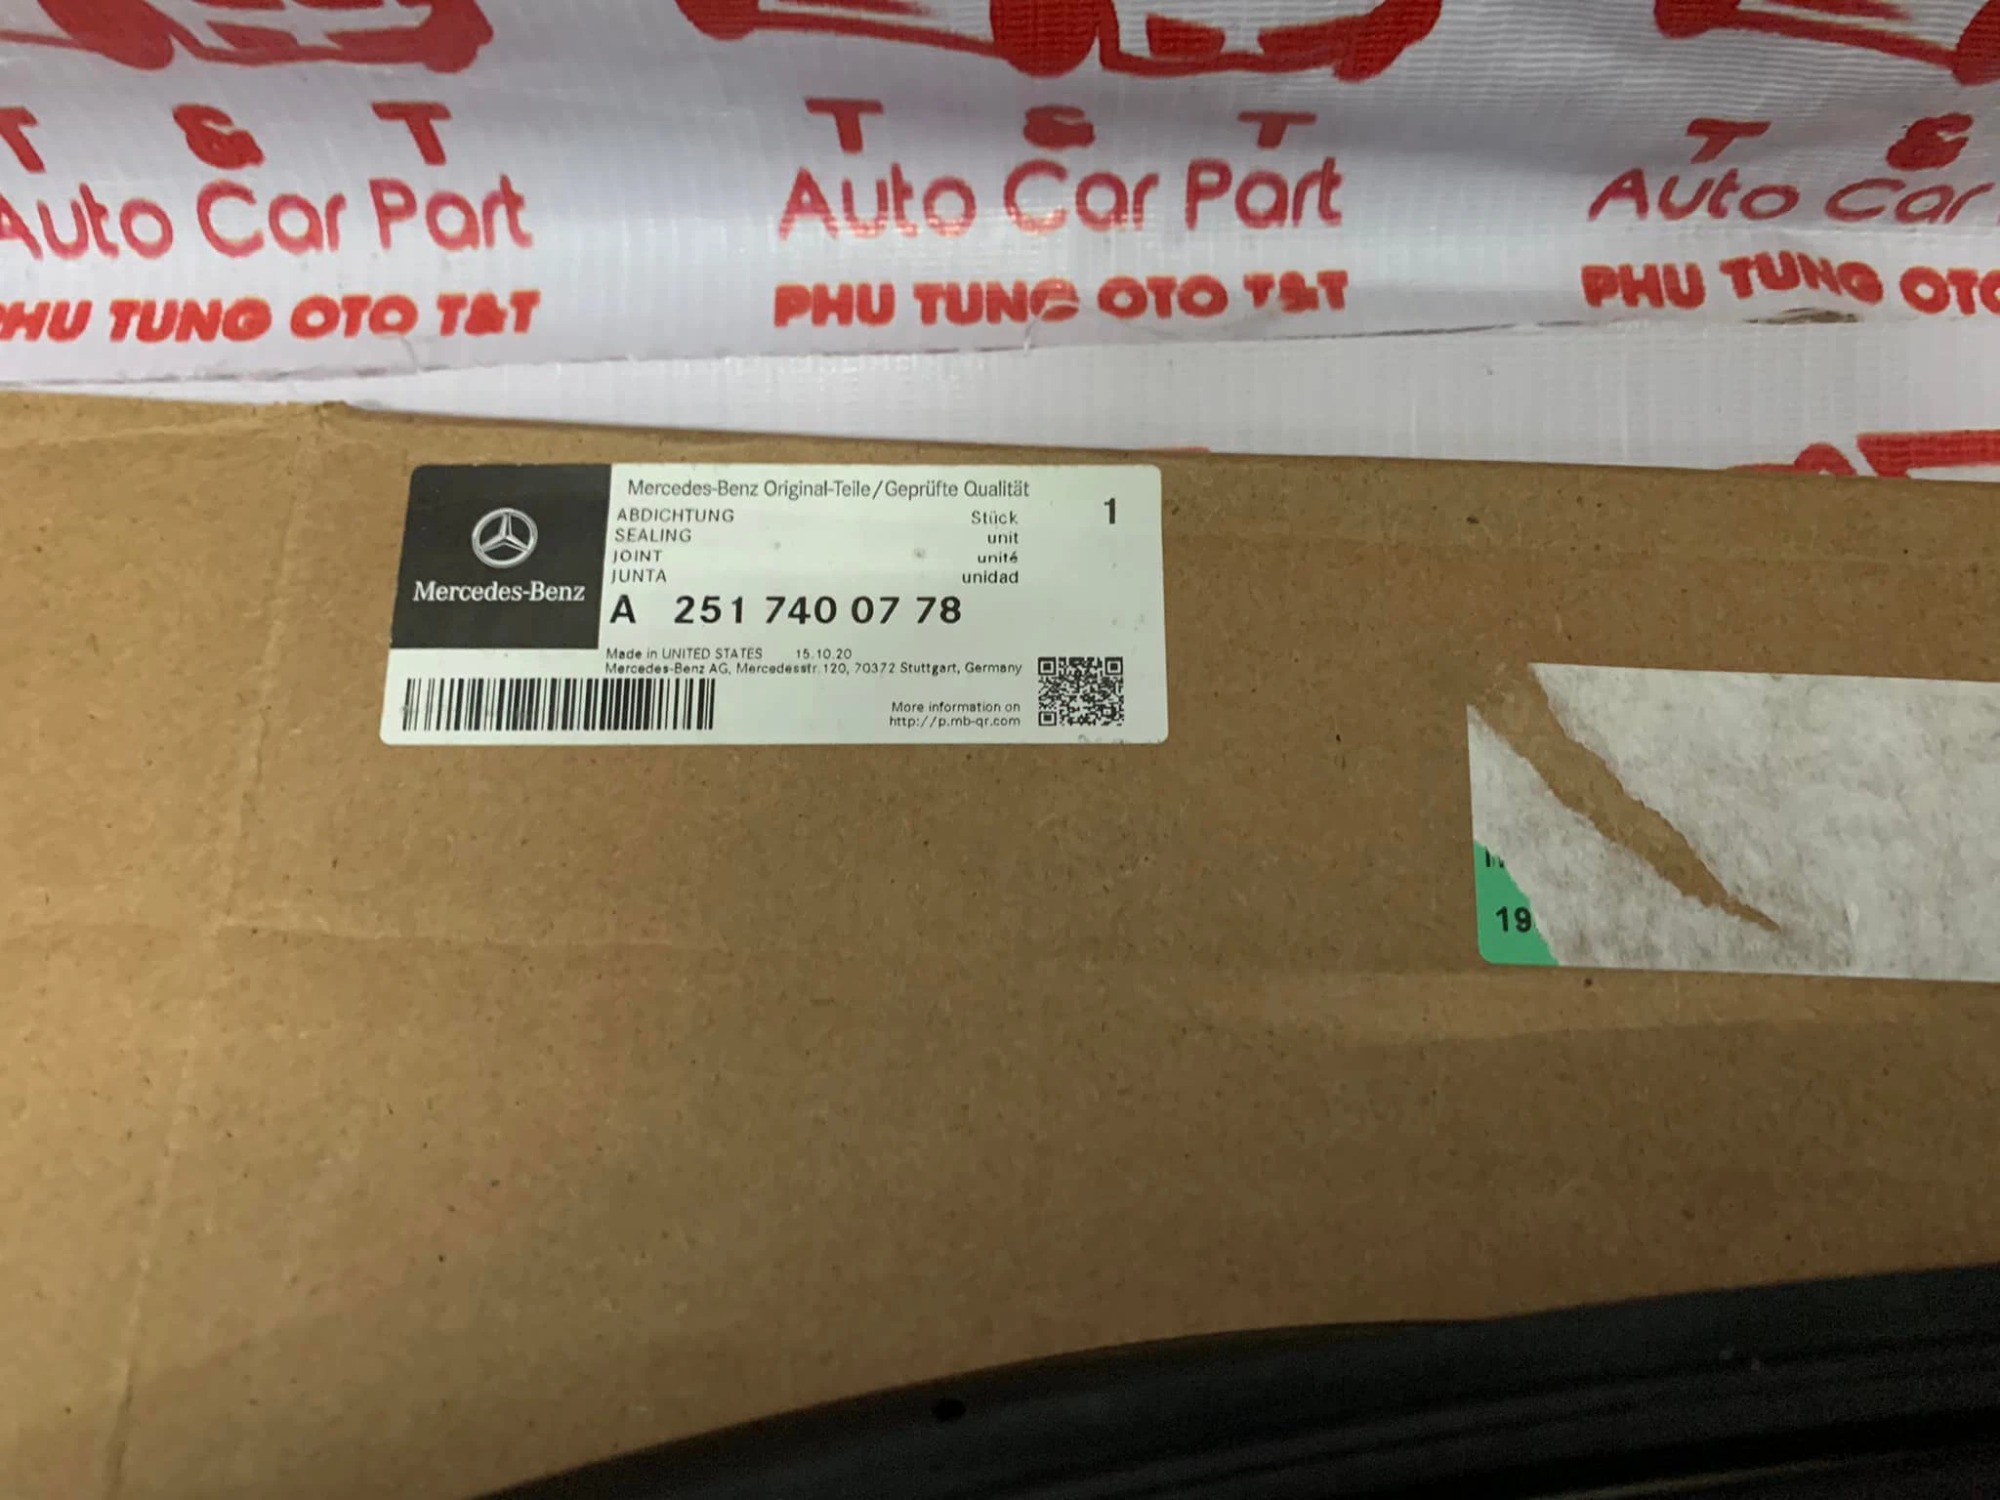 T & T
T & T
T &
Auto Car Part
Auto Car Part
Auto Car
PHU TUNG OTO T&T
PHU TUNG OTO T&T
PHU TUNG OTO
Mercedes-Benz
Mercedes-Benz Original-Teile/Geprüfte Qualität
ABDICHTUNG Stück 1
SEALING unit
JOINT unité
JUNTA unidad
A 251 740 07 78
Made in UNITED STATES 15.10.20
Mercedes-Benz AG, Mercedesstr.120, 70372 Stuttgart, Germany
More information on
http://p.mb-qr.com
19